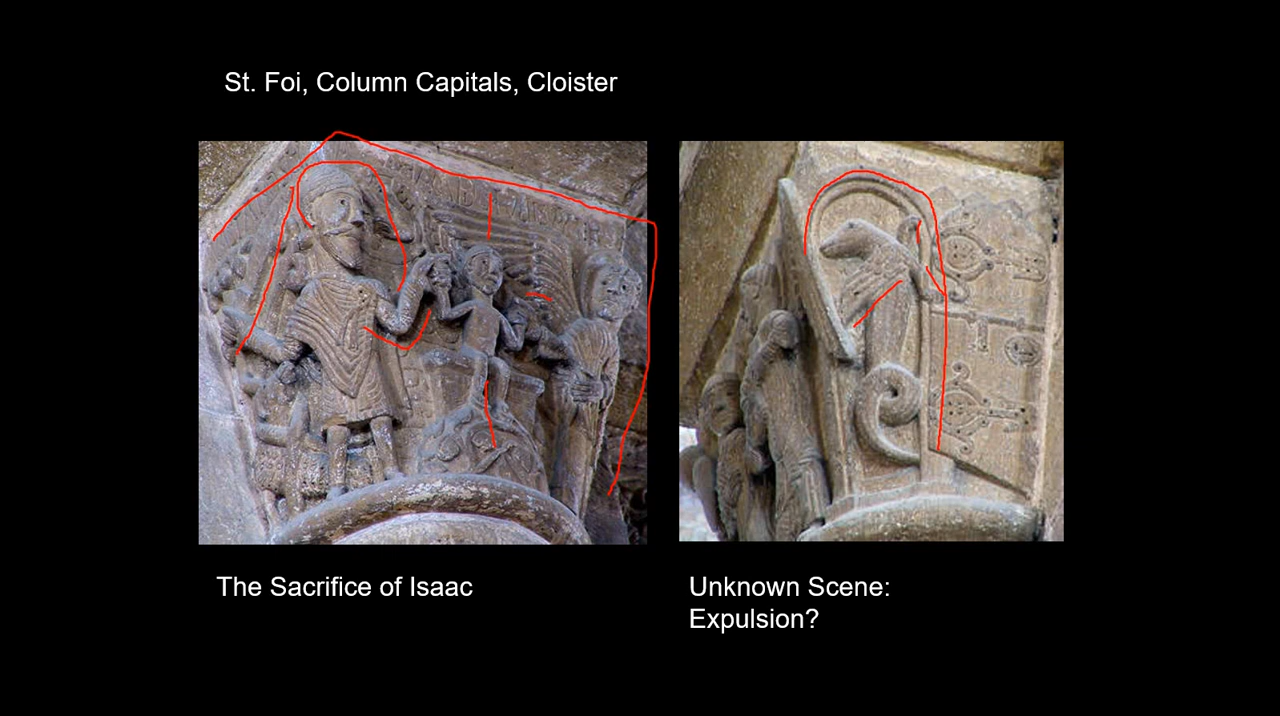 St. Foi, Column Capitals, Cloister
The Sacrifice of Isaac
Unknown Scene:
Expulsion?